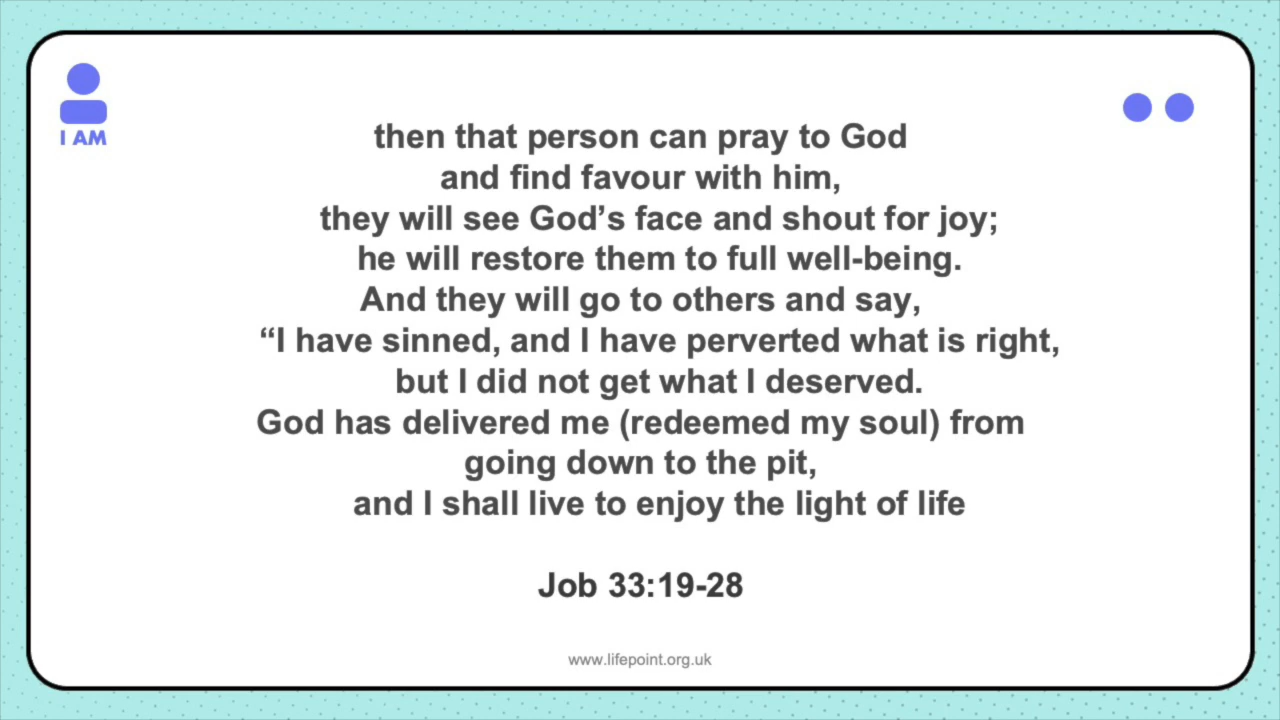 I AM
then that person can pray to God
and find favour with him,
they will see God’s face and shout for joy;
he will restore them to full well-being.
And they will go to others and say,
“I have sinned, and I have perverted what is right,
but I did not get what I deserved.
God has delivered me (redeemed my soul) from
going down to the pit,
and I shall live to enjoy the light of life
Job 33:19-28
www.lifepoint.org.uk